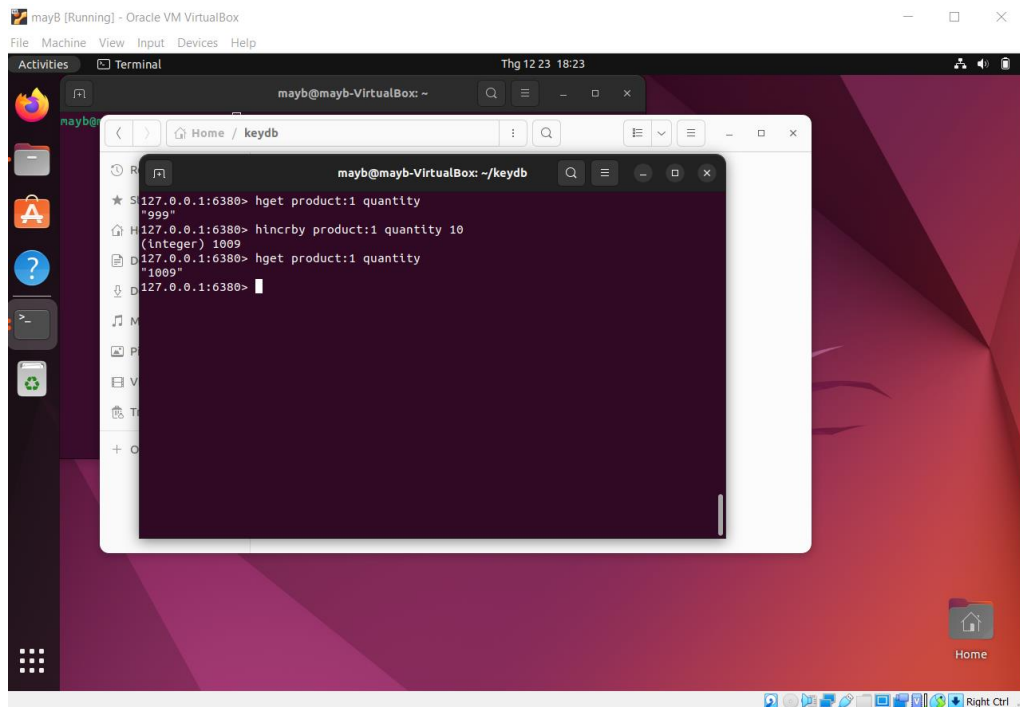 mayB [Running] - Oracle VM VirtualBox
File Machine View Input Devices Help
Activities Terminal Thg 12 23 18:23
mayb@mayb-VirtualBox: ~
Home / keydb
mayb@mayb-VirtualBox: ~/keydb
127.0.0.1:6380> hget product:1 quantity
"999"
127.0.0.1:6380> hincrby product:1 quantity 10
(integer) 1009
127.0.0.1:6380> hget product:1 quantity
"1009"
127.0.0.1:6380>
Home
Right Ctrl